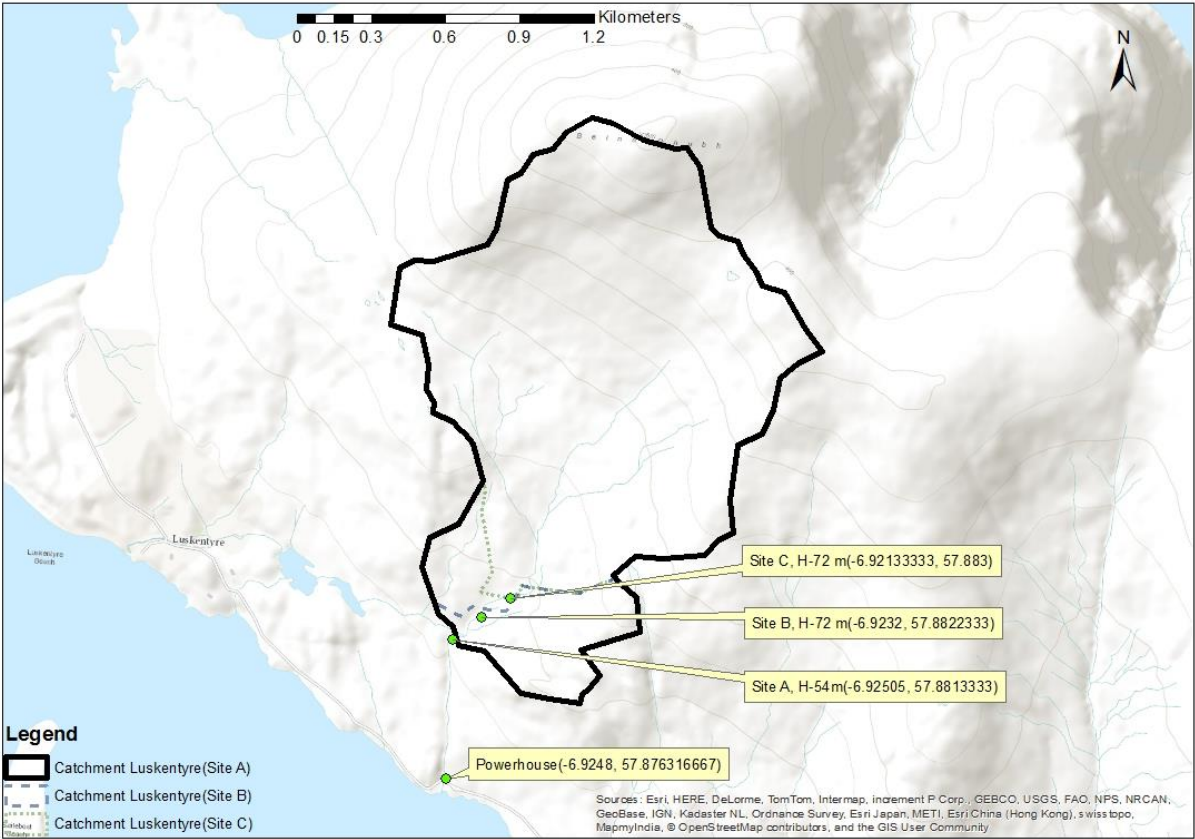 Kilometers
0 0.15 0.3 0.6 0.9 1.2
N
Luskentyre
Luskentyre
Beach
Site C, H-72 m(-6.92133333, 57.883)
Site B, H-72 m(-6.9232, 57.8822333)
Site A, H-54m(-6.92505, 57.8813333)
Powerhouse(-6.9248, 57.876316667)
Legend
Catchment Luskentyre(Site A)
Catchment Luskentyre(Site B)
Catchment Luskentyre(Site C)
Sources: Esri, HERE, DeLorme, TomTom, Intermap, increment P Corp., GEBCO, USGS, FAO, NPS, NRCAN,
GeoBase, IGN, Kadaster NL, Ordnance Survey, Esri Japan, METI, Esri China (Hong Kong), swisstopo,
MapmyIndia, © OpenStreetMap contributors, and the GIS User Community